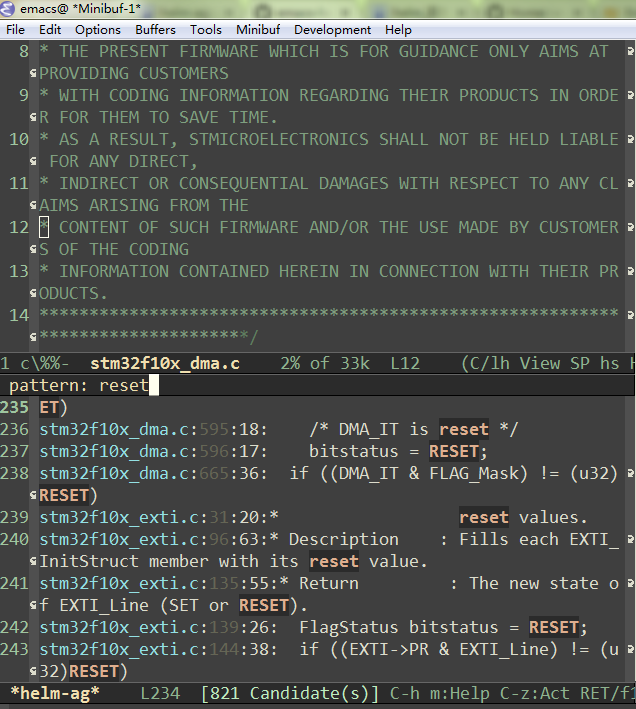 emacs@ *Minibuf-1*
File Edit Options Buffers Tools Minibuf Development Help
8 * THE PRESENT FIRMWARE WHICH IS FOR GUIDANCE ONLY AIMS AT
PROVIDING CUSTOMERS
9 * WITH CODING INFORMATION REGARDING THEIR PRODUCTS IN ORDE
R FOR THEM TO SAVE TIME.
10 * AS A RESULT, STMICROELECTRONICS SHALL NOT BE HELD LIABLE
FOR ANY DIRECT,
11 * INDIRECT OR CONSEQUENTIAL DAMAGES WITH RESPECT TO ANY CL
AIMS ARISING FROM THE
12 * CONTENT OF SUCH FIRMWARE AND/OR THE USE MADE BY CUSTOMER
S OF THE CODING
13 * INFORMATION CONTAINED HEREIN IN CONNECTION WITH THEIR PR
ODUCTS.
14 **********************************************************
*********************/
1 c\%%- stm32f10x_dma.c 2% of 33k L12 (C/lh View SP hs H
pattern: reset
235 ET)
236 stm32f10x_dma.c:595:18: /* DMA_IT is reset */
237 stm32f10x_dma.c:596:17: bitstatus = RESET;
238 stm32f10x_dma.c:665:36: if ((DMA_IT & FLAG_Mask) != (u32)
RESET)
239 stm32f10x_exti.c:31:20:* reset values.
240 stm32f10x_exti.c:96:63:* Description : Fills each EXTI_
InitStruct member with its reset value.
241 stm32f10x_exti.c:135:55:* Return : The new state o
f EXTI_Line (SET or RESET).
242 stm32f10x_exti.c:139:26: FlagStatus bitstatus = RESET;
243 stm32f10x_exti.c:144:38: if ((EXTI->PR & EXTI_Line) != (u
32)RESET)
*helm-ag* L234 [821 Candidate(s)] C-h m:Help C-z:Act RET/f1